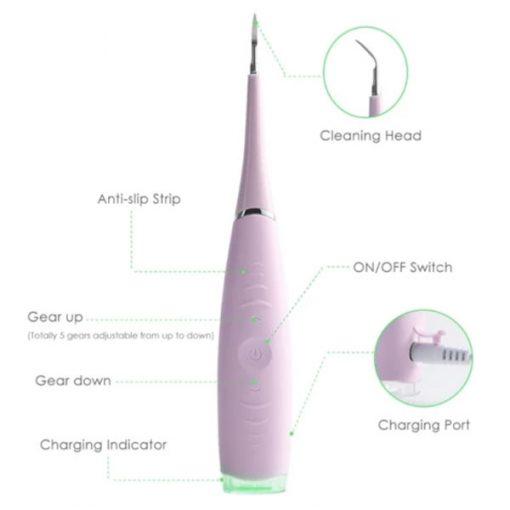 Cleaning Head
Anti-slip Strip
ON/OFF Switch
Gear up
(Totally 5 gears adjustable from up to down)
Gear down
Charging Port
Charging Indicator